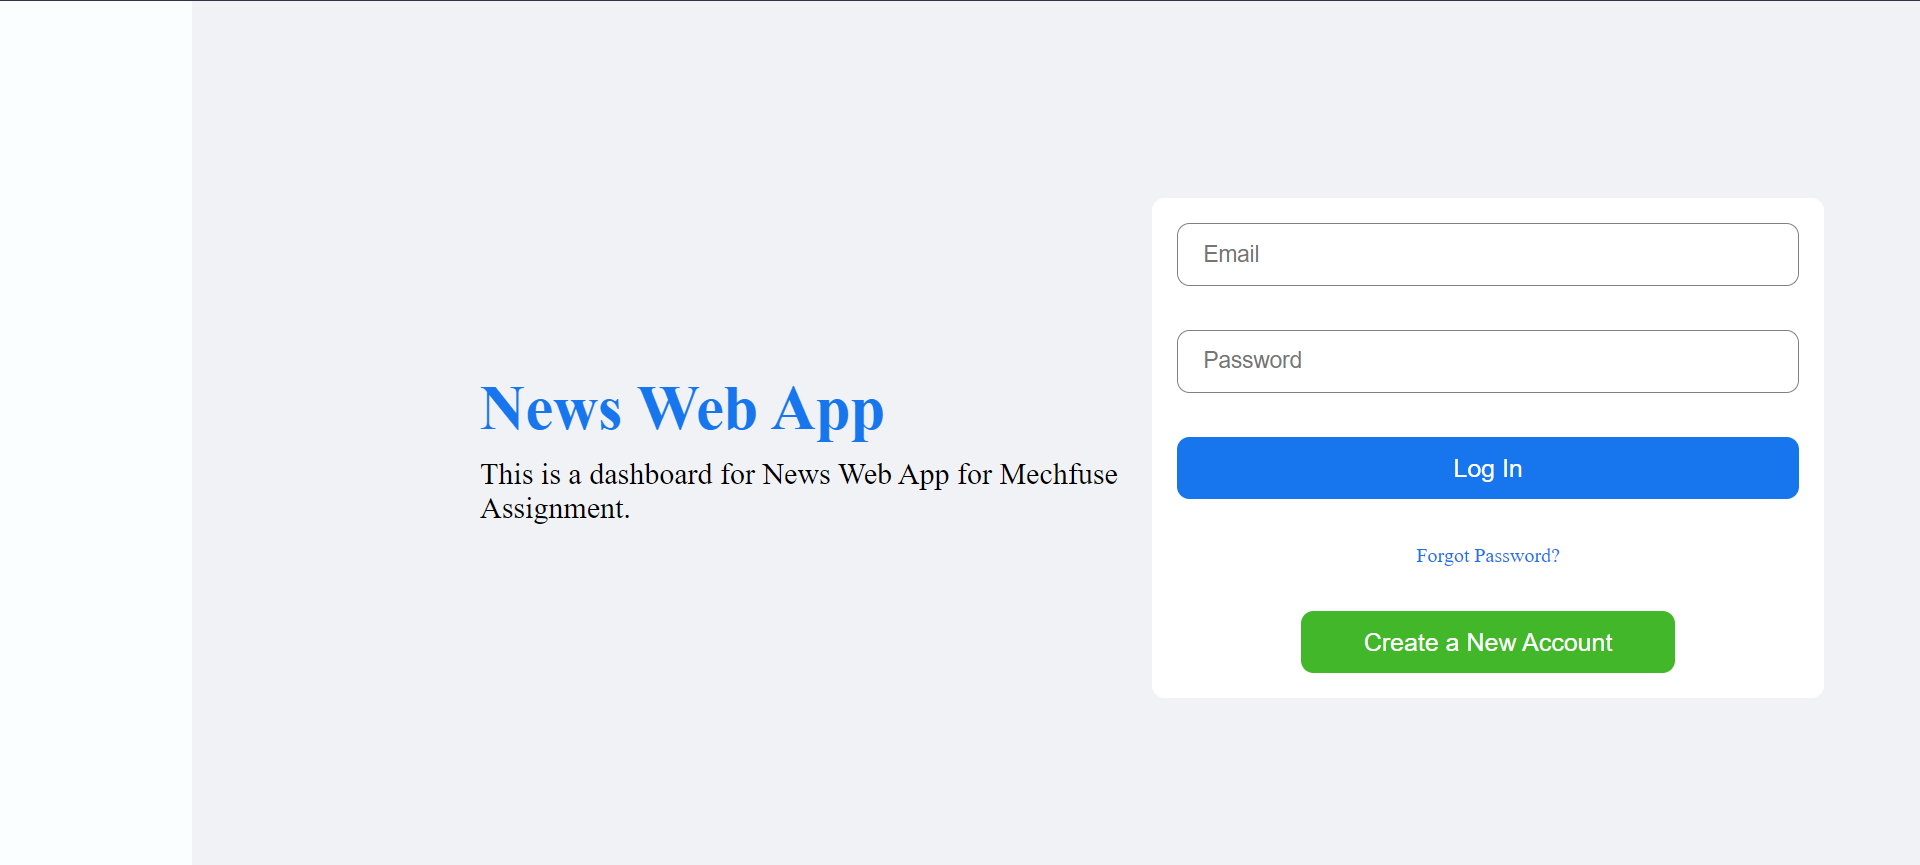 News Web App
This is a dashboard for News Web App for Mechfuse
Assignment.
Email
Password
Log In
Forgot Password?
Create a New Account